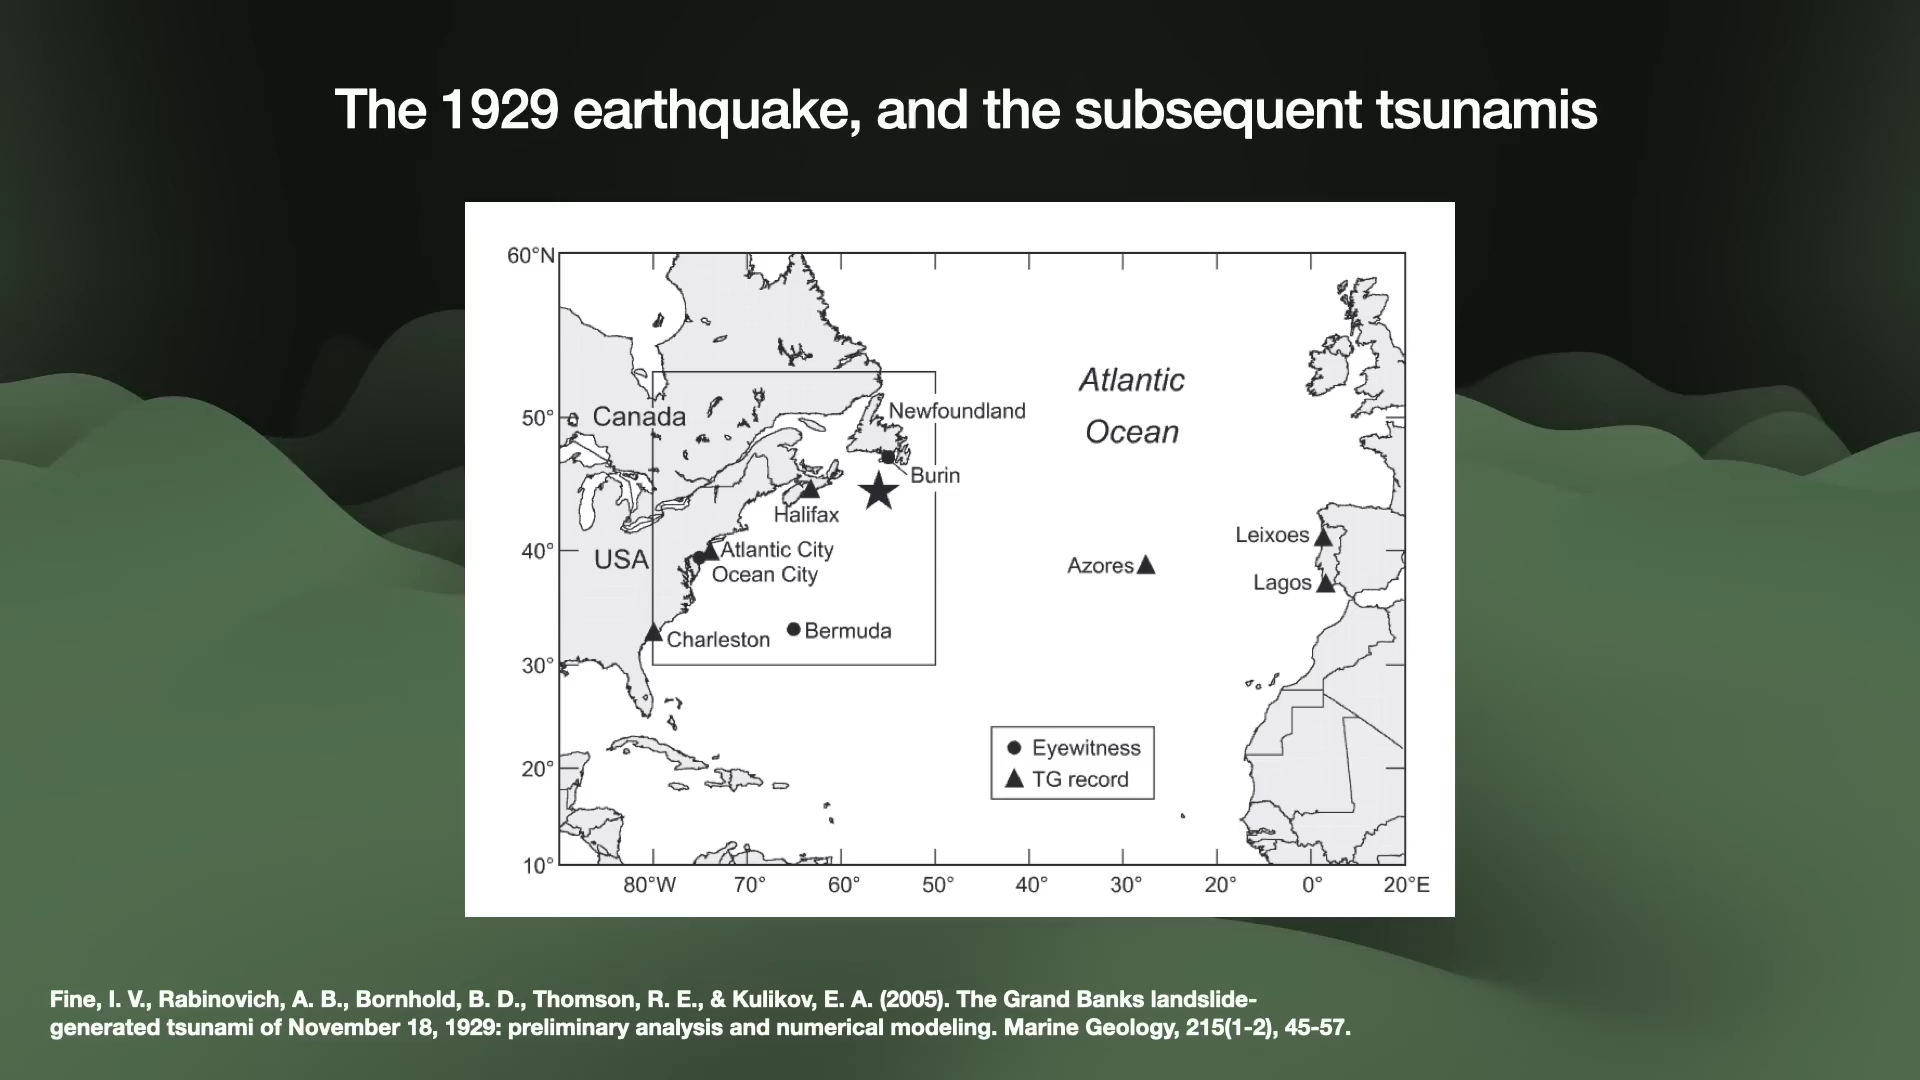 The 1929 earthquake, and the subsequent tsunamis
60°N
Atlantic
Ocean
50°
Canada
Newfoundland
Burin
Halifax
40°
USA
Atlantic City
Ocean City
Leixoes
Azores
Lagos
Charleston
Bermuda
30°
Eyewitness
TG record
20°
10°
80°W 70° 60° 50° 40° 30° 20° 0° 20°E
Fine, I. V., Rabinovich, A. B., Bornhold, B. D., Thomson, R. E., & Kulikov, E. A. (2005). The Grand Banks landslide-
generated tsunami of November 18, 1929: preliminary analysis and numerical modeling. Marine Geology, 215(1-2), 45-57.